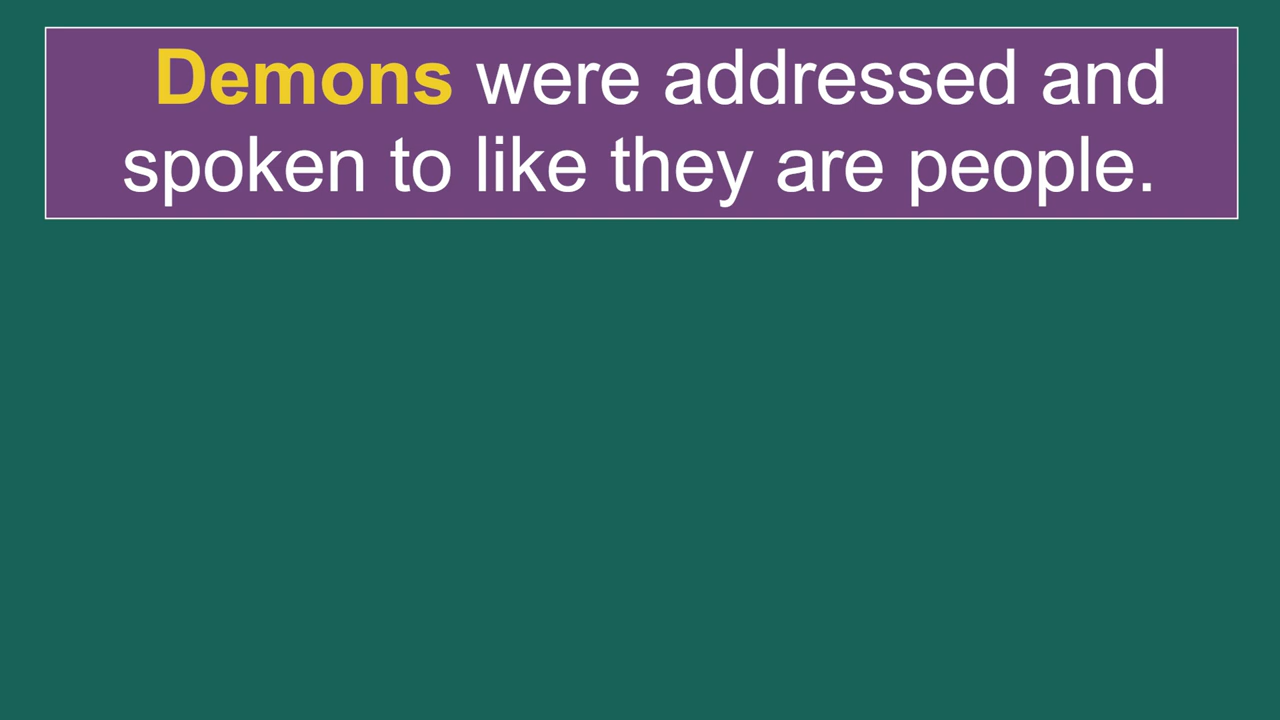 Demons were addressed and
spoken to like they are people.